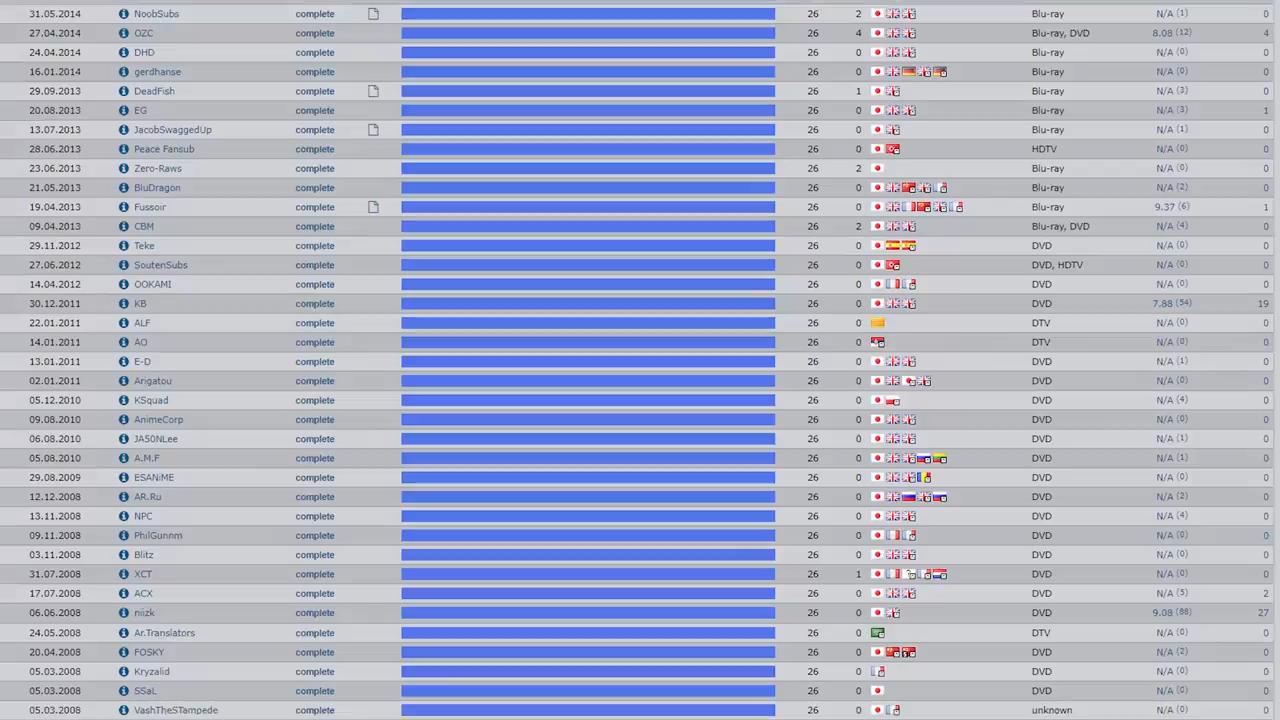 31.05.2014 NoobSubs complete 26 2 Blu-ray N/A (1) 0
27.04.2014 OZC complete 26 4 Blu-ray, DVD 8.08 (12) 4
24.04.2014 DHD complete 26 0 Blu-ray N/A (0) 0
16.01.2014 gerdhanse complete 26 0 Blu-ray N/A (0) 0
29.09.2013 DeadFish complete 26 1 Blu-ray N/A (3) 0
20.08.2013 EG complete 26 0 Blu-ray N/A (3) 1
13.07.2013 JacobSwaggedUp complete 26 0 Blu-ray N/A (1) 0
28.06.2013 Peace Fansub complete 26 0 HDTV N/A (0) 0
23.06.2013 Zero-Raws complete 26 2 Blu-ray N/A (0) 0
21.05.2013 BluDragon complete 26 0 Blu-ray N/A (2) 0
19.04.2013 Fussoir complete 26 0 Blu-ray 9.37 (6) 1
09.04.2013 CBM complete 26 2 Blu-ray, DVD N/A (4) 0
29.11.2012 Teke complete 26 0 DVD N/A (0) 0
27.06.2012 SoutenSubs complete 26 0 DVD, HDTV N/A (0) 0
14.04.2012 OOKAMI complete 26 0 DVD N/A (0) 0
30.12.2011 KB complete 26 0 DVD 7.88 (54) 19
22.01.2011 ALF complete 26 0 DTV N/A (0) 0
14.01.2011 AO complete 26 0 DTV N/A (0) 0
13.01.2011 E-D complete 26 0 DVD N/A (1) 0
02.01.2011 Arigatou complete 26 0 DVD N/A (0) 0
05.12.2010 KSquad complete 26 0 DVD N/A (4) 0
09.08.2010 AnimeCorp complete 26 0 DVD N/A (0) 0
06.08.2010 JA50NLee complete 26 0 DVD N/A (1) 0
05.08.2010 A.M.F complete 26 0 DVD N/A (1) 0
29.08.2009 ESANiME complete 26 0 DVD N/A (0) 0
12.12.2008 AR.Ru complete 26 0 DVD N/A (2) 0
13.11.2008 NPC complete 26 0 DVD N/A (4) 0
09.11.2008 PhilGunnm complete 26 0 DVD N/A (0) 0
03.11.2008 Blitz complete 26 0 DVD N/A (0) 0
31.07.2008 XCT complete 26 1 DVD N/A (0) 0
17.07.2008 ACX complete 26 0 DVD N/A (5) 2
06.06.2008 niizk complete 26 0 DVD 9.08 (88) 27
24.05.2008 Ar.Translators complete 26 0 DTV N/A (0) 0
20.04.2008 FOSKY complete 26 0 DVD N/A (2) 0
05.03.2008 Kryzalid complete 26 0 DVD N/A (0) 0
05.03.2008 SSaL complete 26 0 DVD N/A (0) 0
05.03.2008 VashTheSTampede complete 26 0 unknown N/A (0) 0